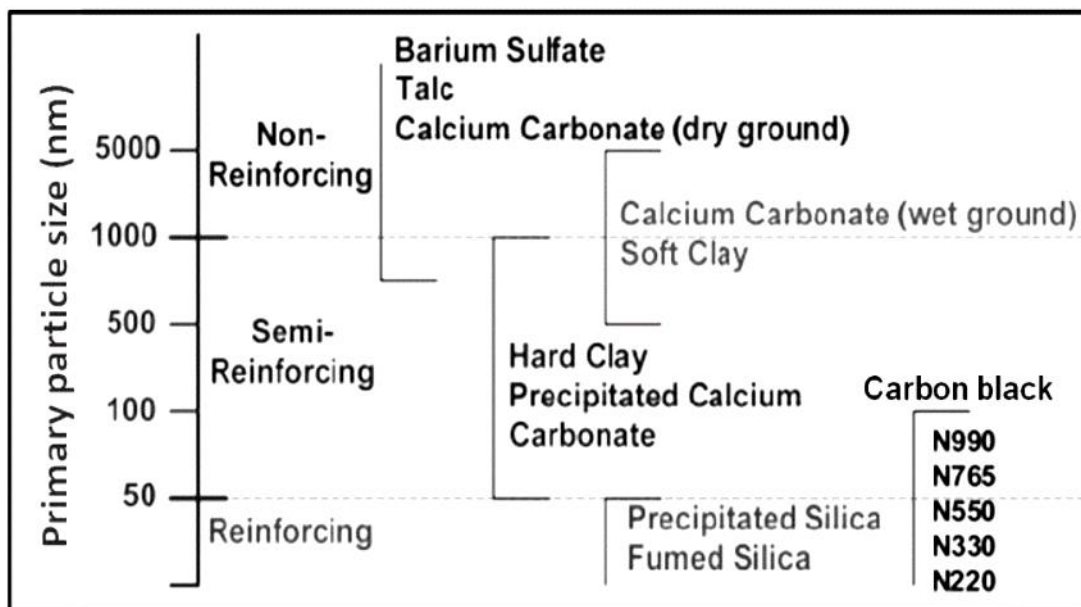 Primary particle size (nm)
5000
1000
500
100
50
Non-
Reinforcing
Semi-
Reinforcing
Reinforcing
Barium Sulfate
Talc
Calcium Carbonate (dry ground)
Calcium Carbonate (wet ground)
Soft Clay
Hard Clay
Precipitated Calcium
Carbonate
Precipitated Silica
Fumed Silica
Carbon black
N990
N765
N550
N330
N220